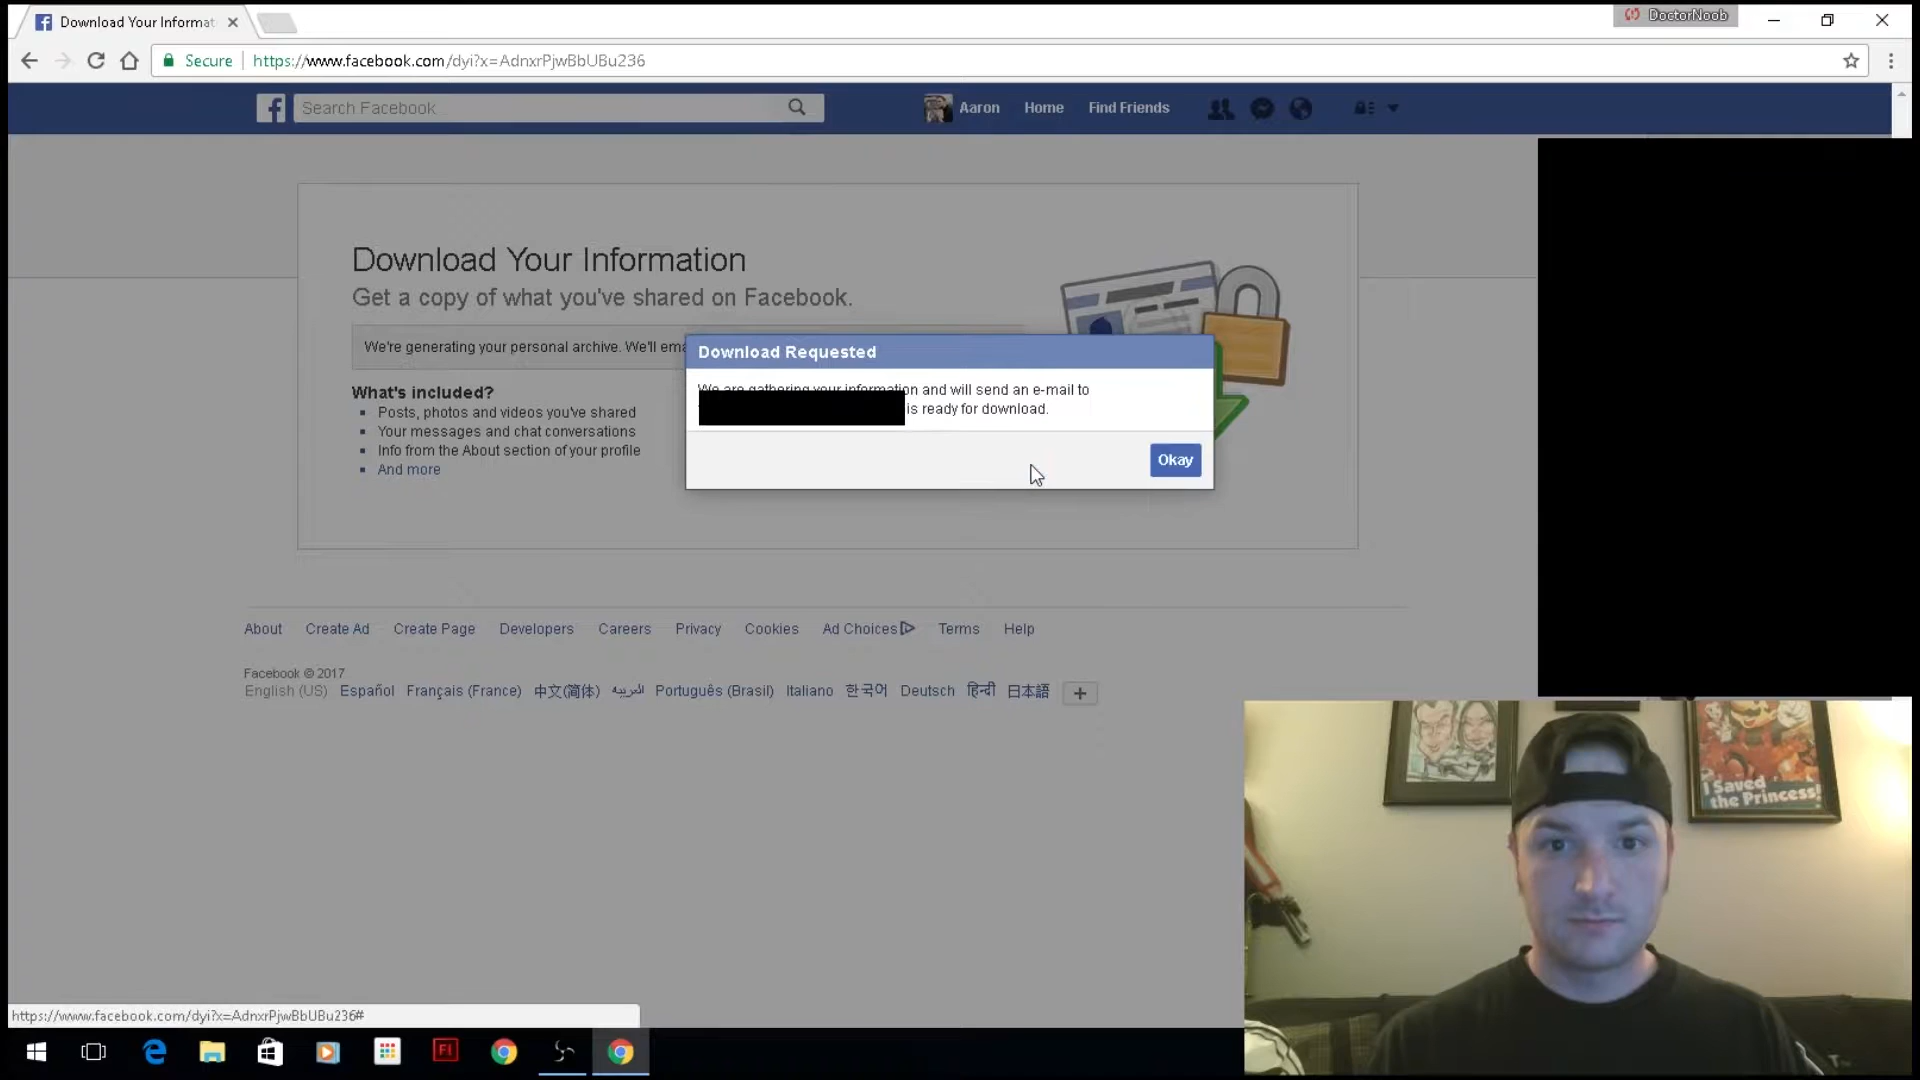 Download Your Informat
DoctorNoob
Secure
https://www.facebook.com/dyi?x=AdnxrPjwBbUBu236
Search Facebook
Aaron
Home
Find Friends
Download Your Information
Get a copy of what you've shared on Facebook.
We're generating your personal archive. We'll ema
Download Requested
We are gathering your information and will send an e-mail to
is ready for download.
Okay
What's included?
Posts, photos and videos you've shared
Your messages and chat conversations
Info from the About section of your profile
And more
About Create Ad Create Page Developers Careers Privacy Cookies Ad Choices Terms Help
Facebook © 2017
English (US) Español Français (France) 中文(简体) العربية Português (Brasil) Italiano 한국어 Deutsch हिन्दी 日本語
I Saved
the Princess!
https://www.facebook.com/dyi?x=AdnxrPjwBbUBu236#